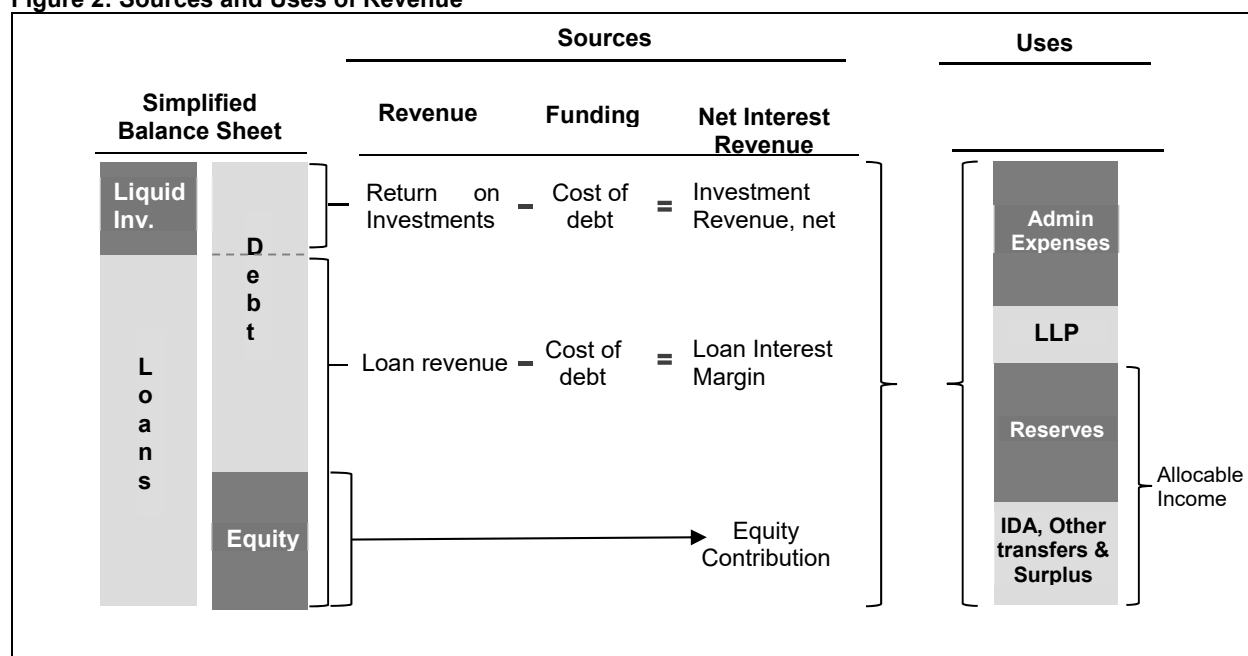 Figure 2: Sources and Uses of Revenue
Sources
Uses
Simplified
Balance Sheet
Revenue
Funding
Net Interest
Revenue
Liquid
Inv.
D
e
b
t
L
o
a
n
s
Equity
Return on
Investments
–
Cost of
debt
=
Investment
Revenue, net
Loan revenue
–
Cost of
debt
=
Loan Interest
Margin
Equity
Contribution
Admin
Expenses
LLP
Reserves
IDA, Other
transfers &
Surplus
Allocable
Income